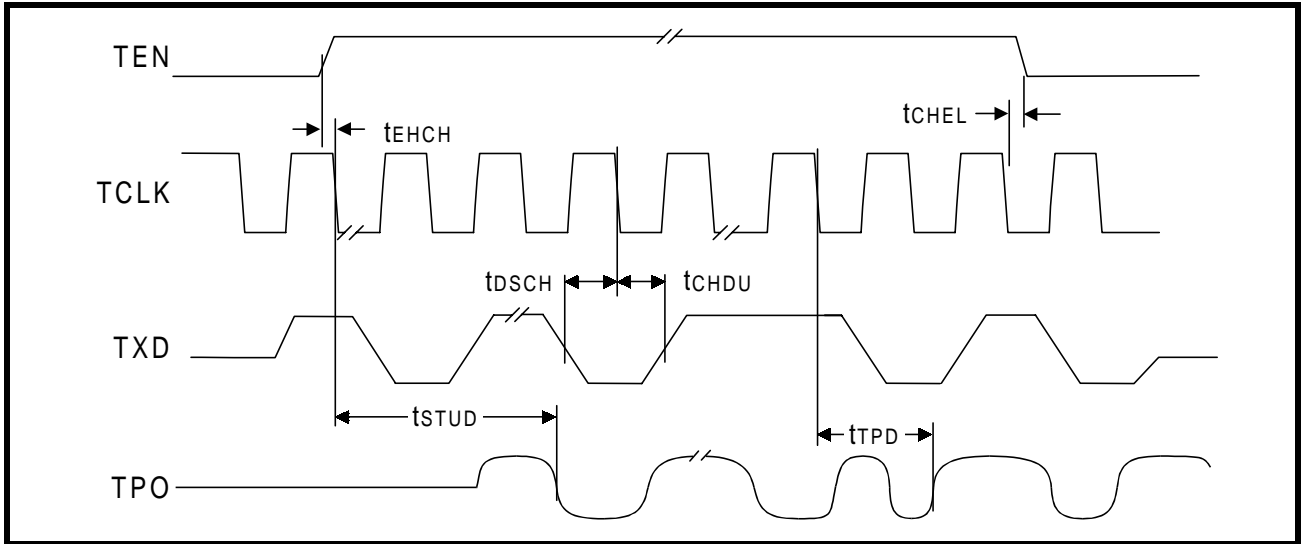 TEN
tCHEL
tEHCH
TCLK
tDSCH
tCHDU
TXD
tSTUD
tTPD
TPO